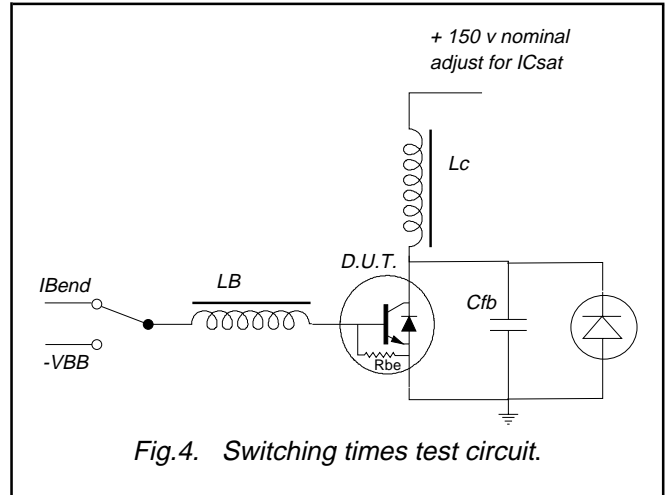 + 150 v nominal
adjust for ICsat
Lc
D.U.T.
LB
IBend
Cfb
-VBB
Rbe
Fig.4. Switching times test circuit.